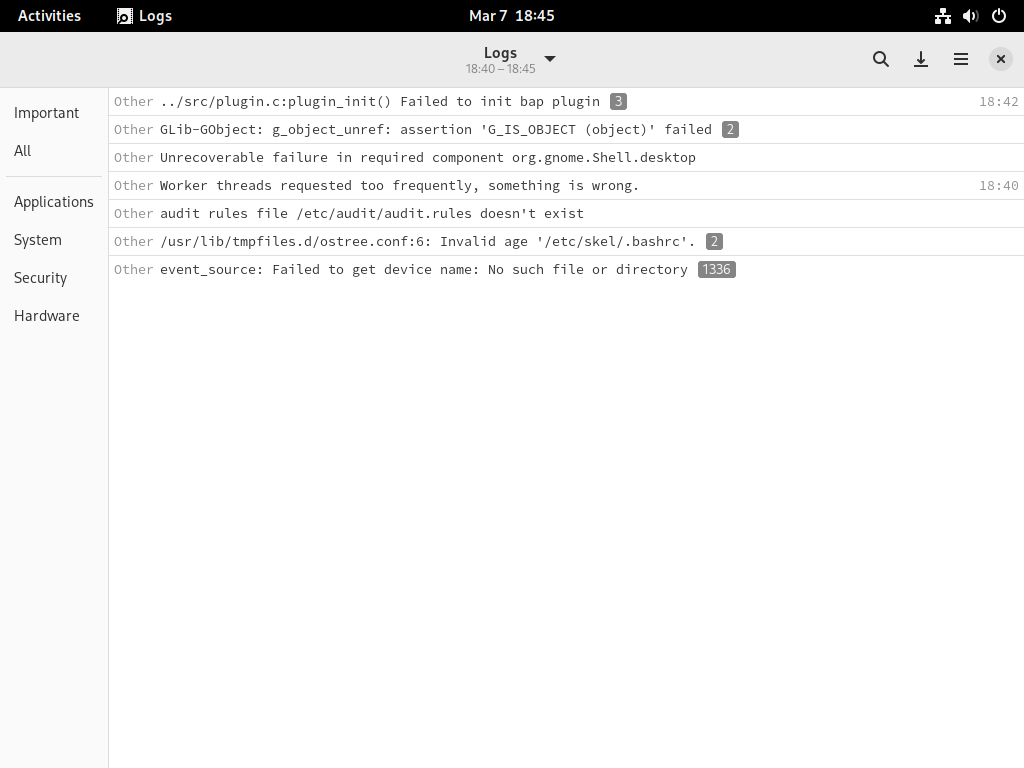 Activities Logs Mar 7 18:45
Logs
18:40 – 18:45
Important
All
Applications
System
Security
Hardware
Other ../src/plugin.c:plugin_init() Failed to init bap plugin 3 18:42
Other GLib-GObject: g_object_unref: assertion 'G_IS_OBJECT (object)' failed 2
Other Unrecoverable failure in required component org.gnome.Shell.desktop
Other Worker threads requested too frequently, something is wrong. 18:40
Other audit rules file /etc/audit/audit.rules doesn't exist
Other /usr/lib/tmpfiles.d/ostree.conf:6: Invalid age '/etc/skel/.bashrc'. 2
Other event_source: Failed to get device name: No such file or directory 1336